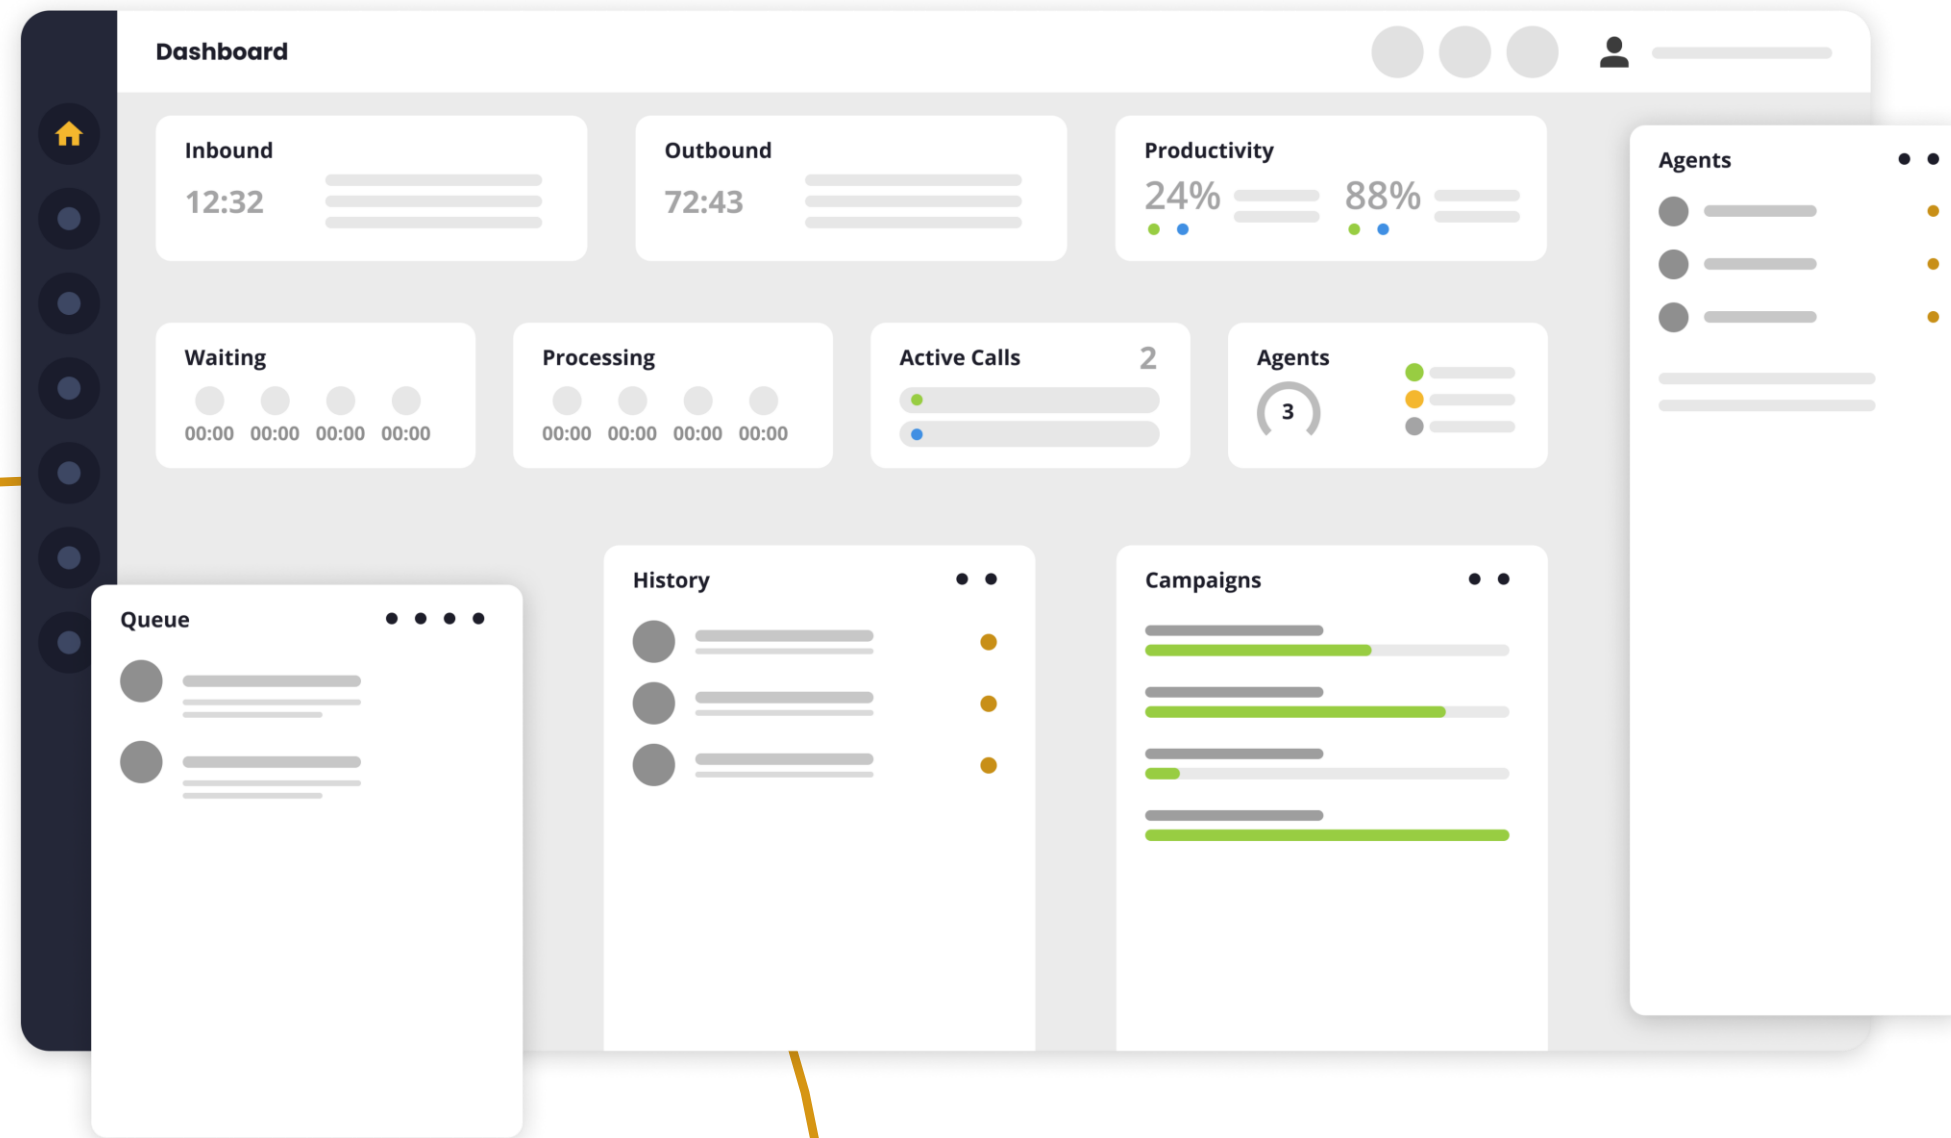 Dashboard
Inbound
12:32
Outbound
72:43
Productivity
24% 88%
Agents
Waiting
00:00 00:00 00:00 00:00
Processing
00:00 00:00 00:00 00:00
Active Calls 2
Agents
3
Queue
History
Campaigns